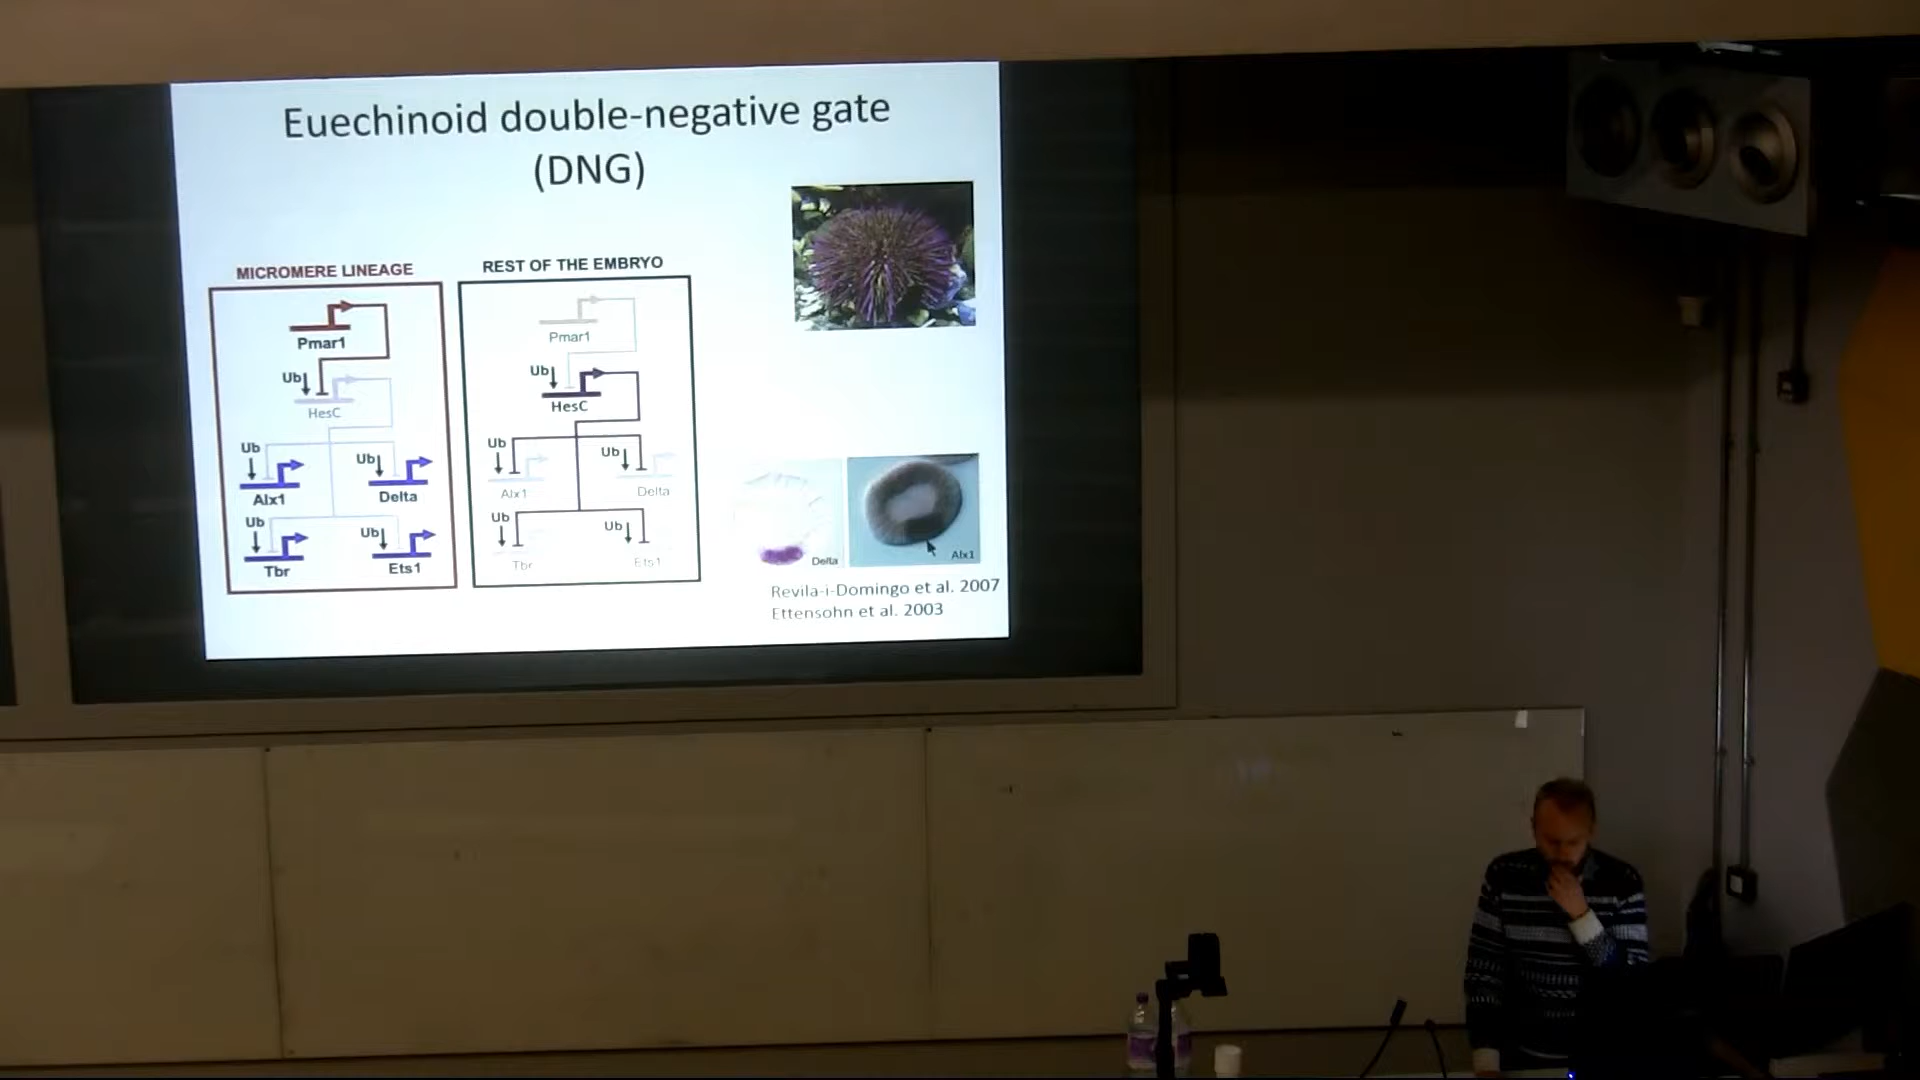 Euechinoid double-negative gate
(DNG)
MICROMERE LINEAGE
Pmar1
Ub
HesC
Ub
Ub
Alx1
Delta
Ub
Ub
Tbr
Ets1
REST OF THE EMBRYO
Pmar1
Ub
HesC
Ub
Ub
Alx1
Delta
Ub
Ub
Tbr
Ets1
Delta
Alx1
Revila-i-Domingo et al. 2007
Ettensohn et al. 2003